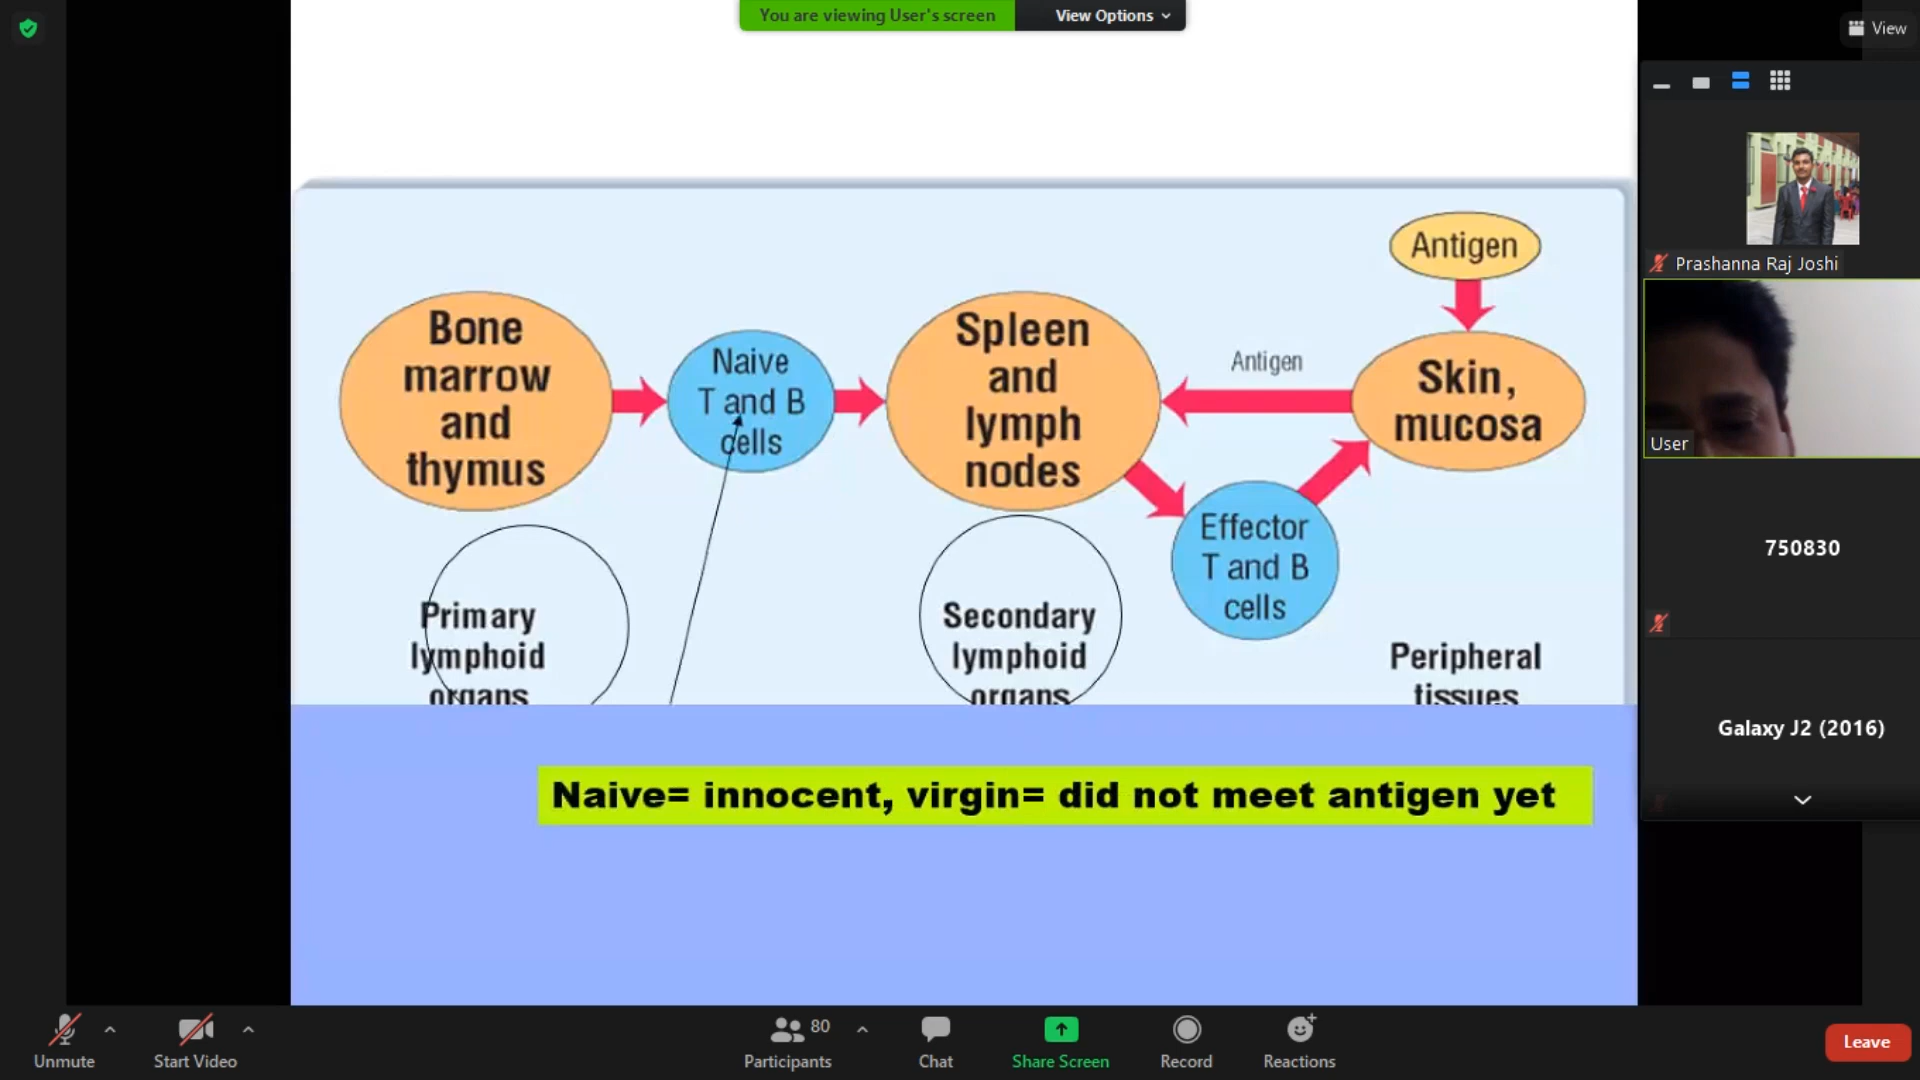 You are viewing User's screen
View Options
View
Antigen
Bone
marrow
and
thymus
Naive
T and B
cells
Spleen
and
lymph
nodes
Antigen
Skin,
mucosa
Effector
T and B
cells
Primary
lymphoid
organs
Secondary
lymphoid
organs
Peripheral
tissues
Naive= innocent, virgin= did not meet antigen yet
Prashanna Raj Joshi
User
750830
Galaxy J2 (2016)
Unmute
Start Video
80
Participants
Chat
Share Screen
Record
Reactions
Leave